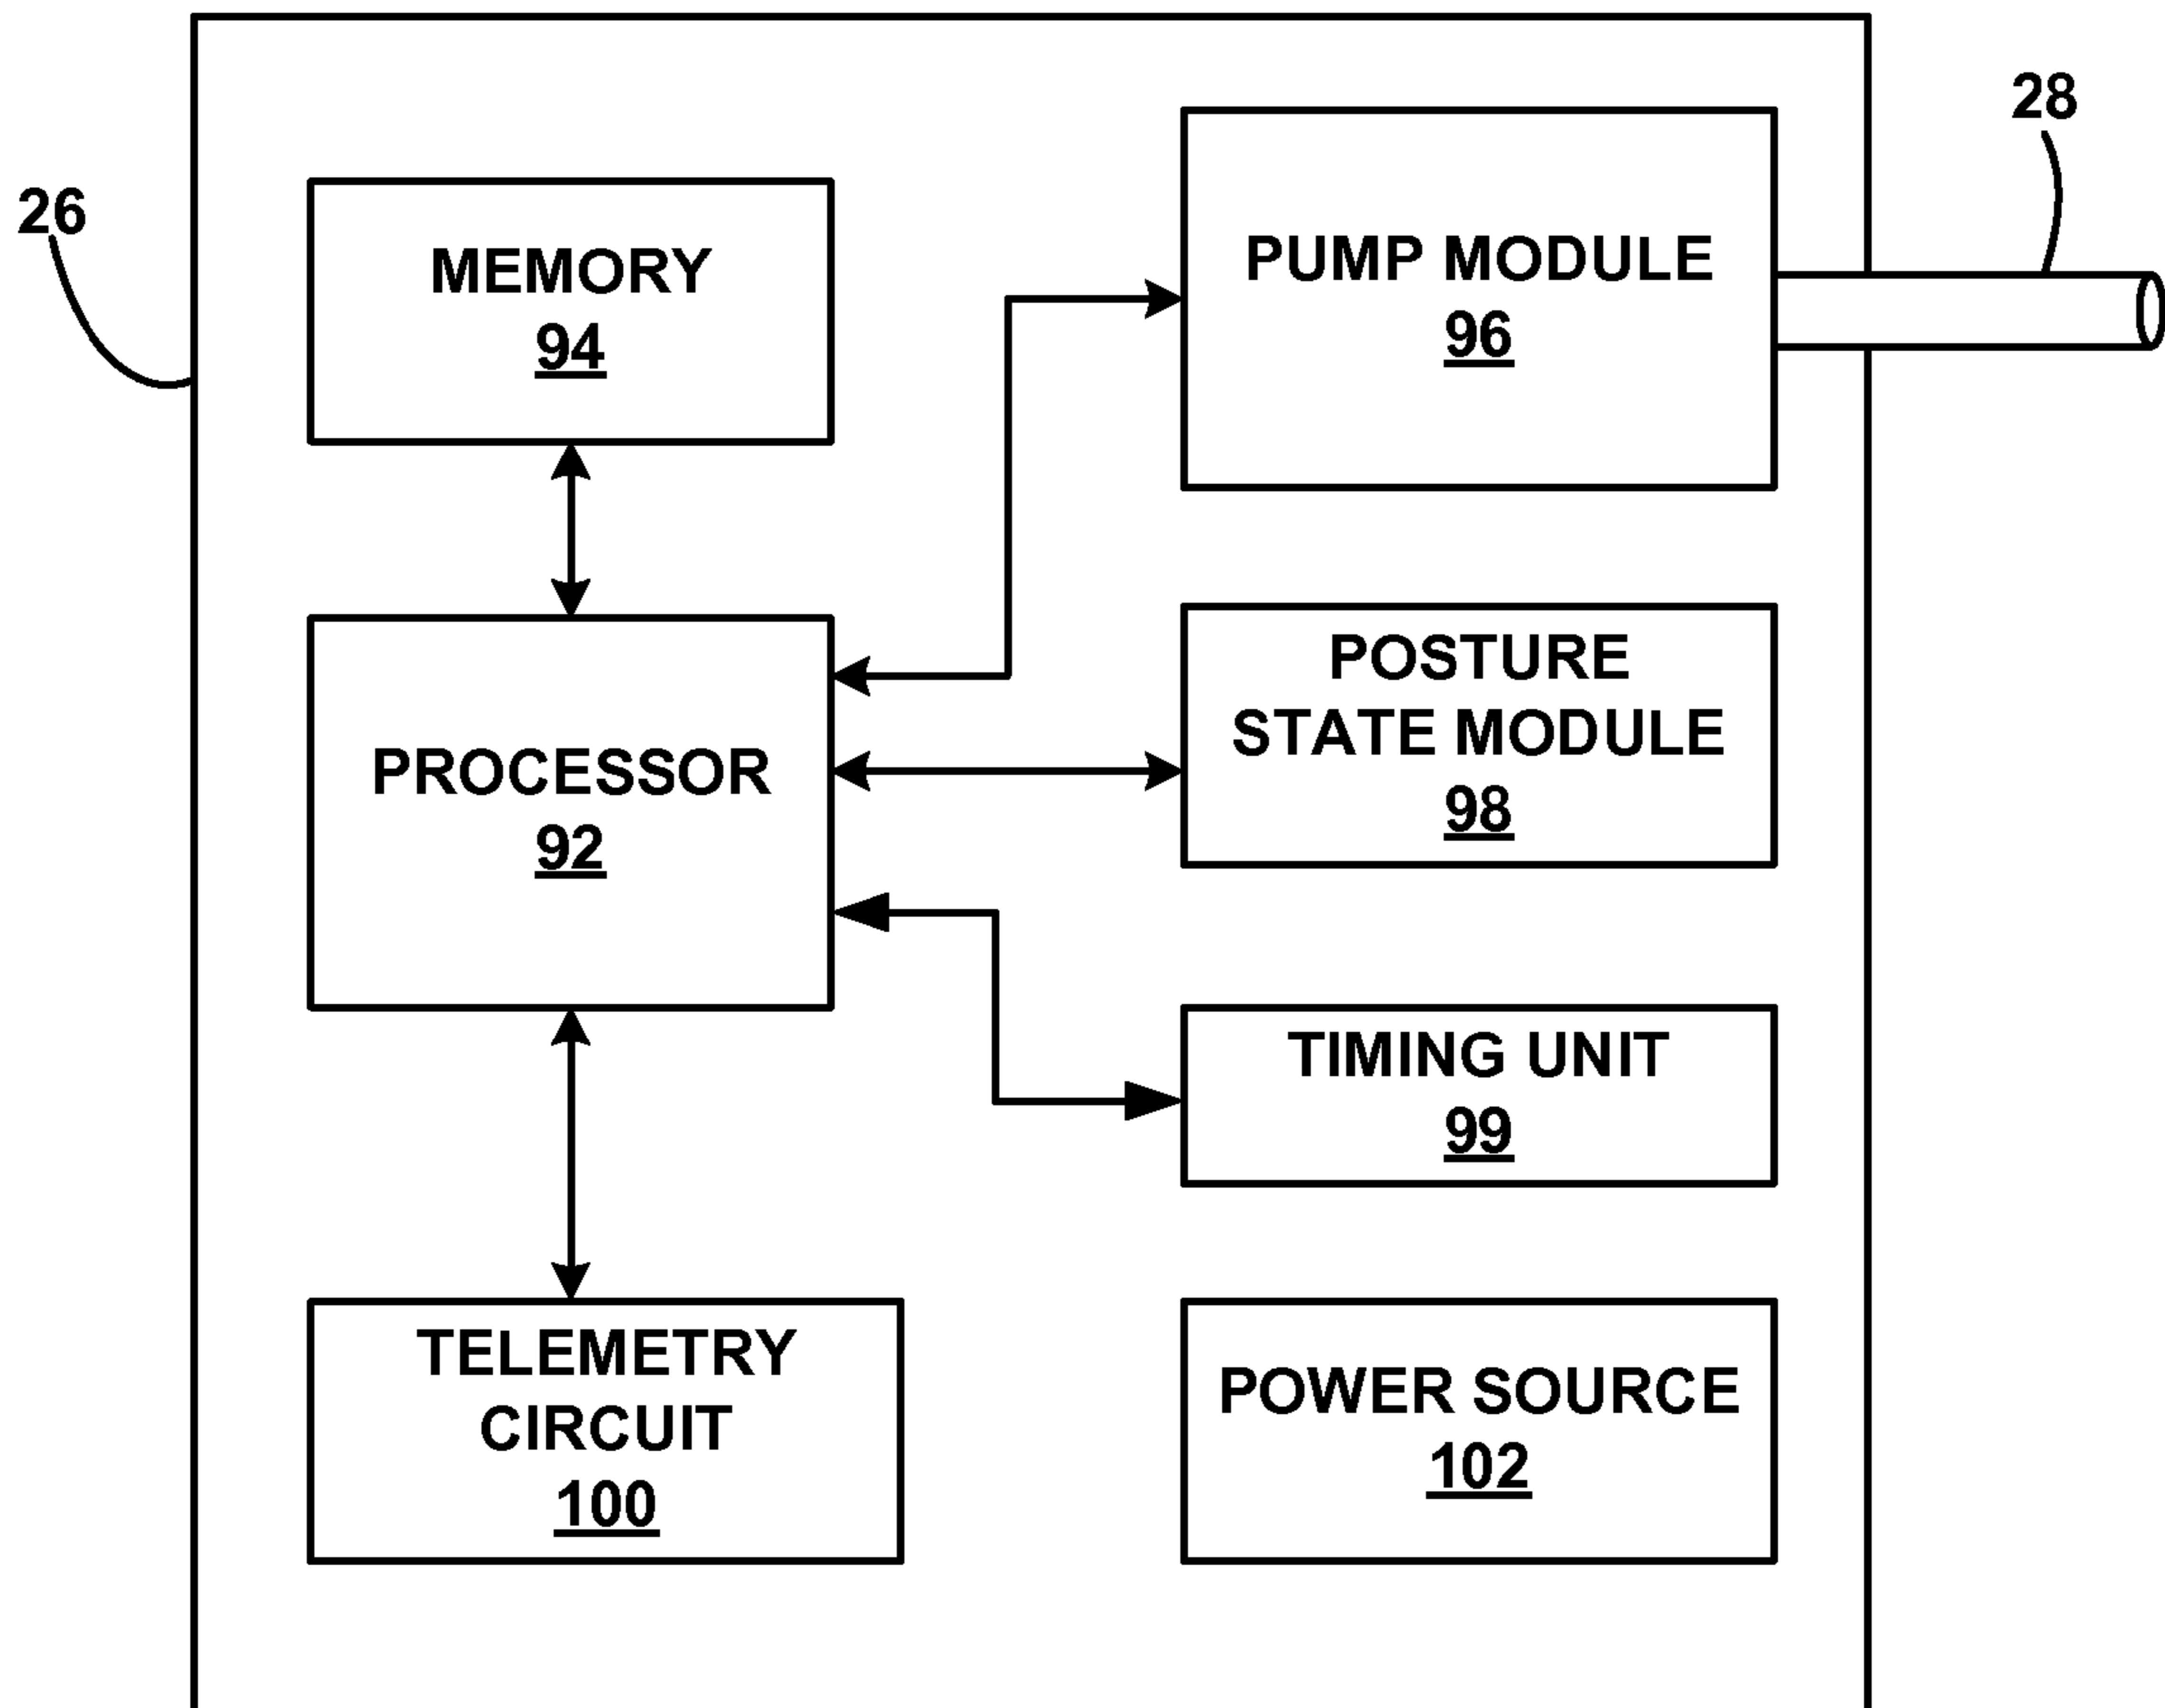 26
28
MEMORY
94
PUMP MODULE
96
PROCESSOR
92
POSTURE
STATE MODULE
98
TIMING UNIT
99
TELEMETRY
CIRCUIT
100
POWER SOURCE
102